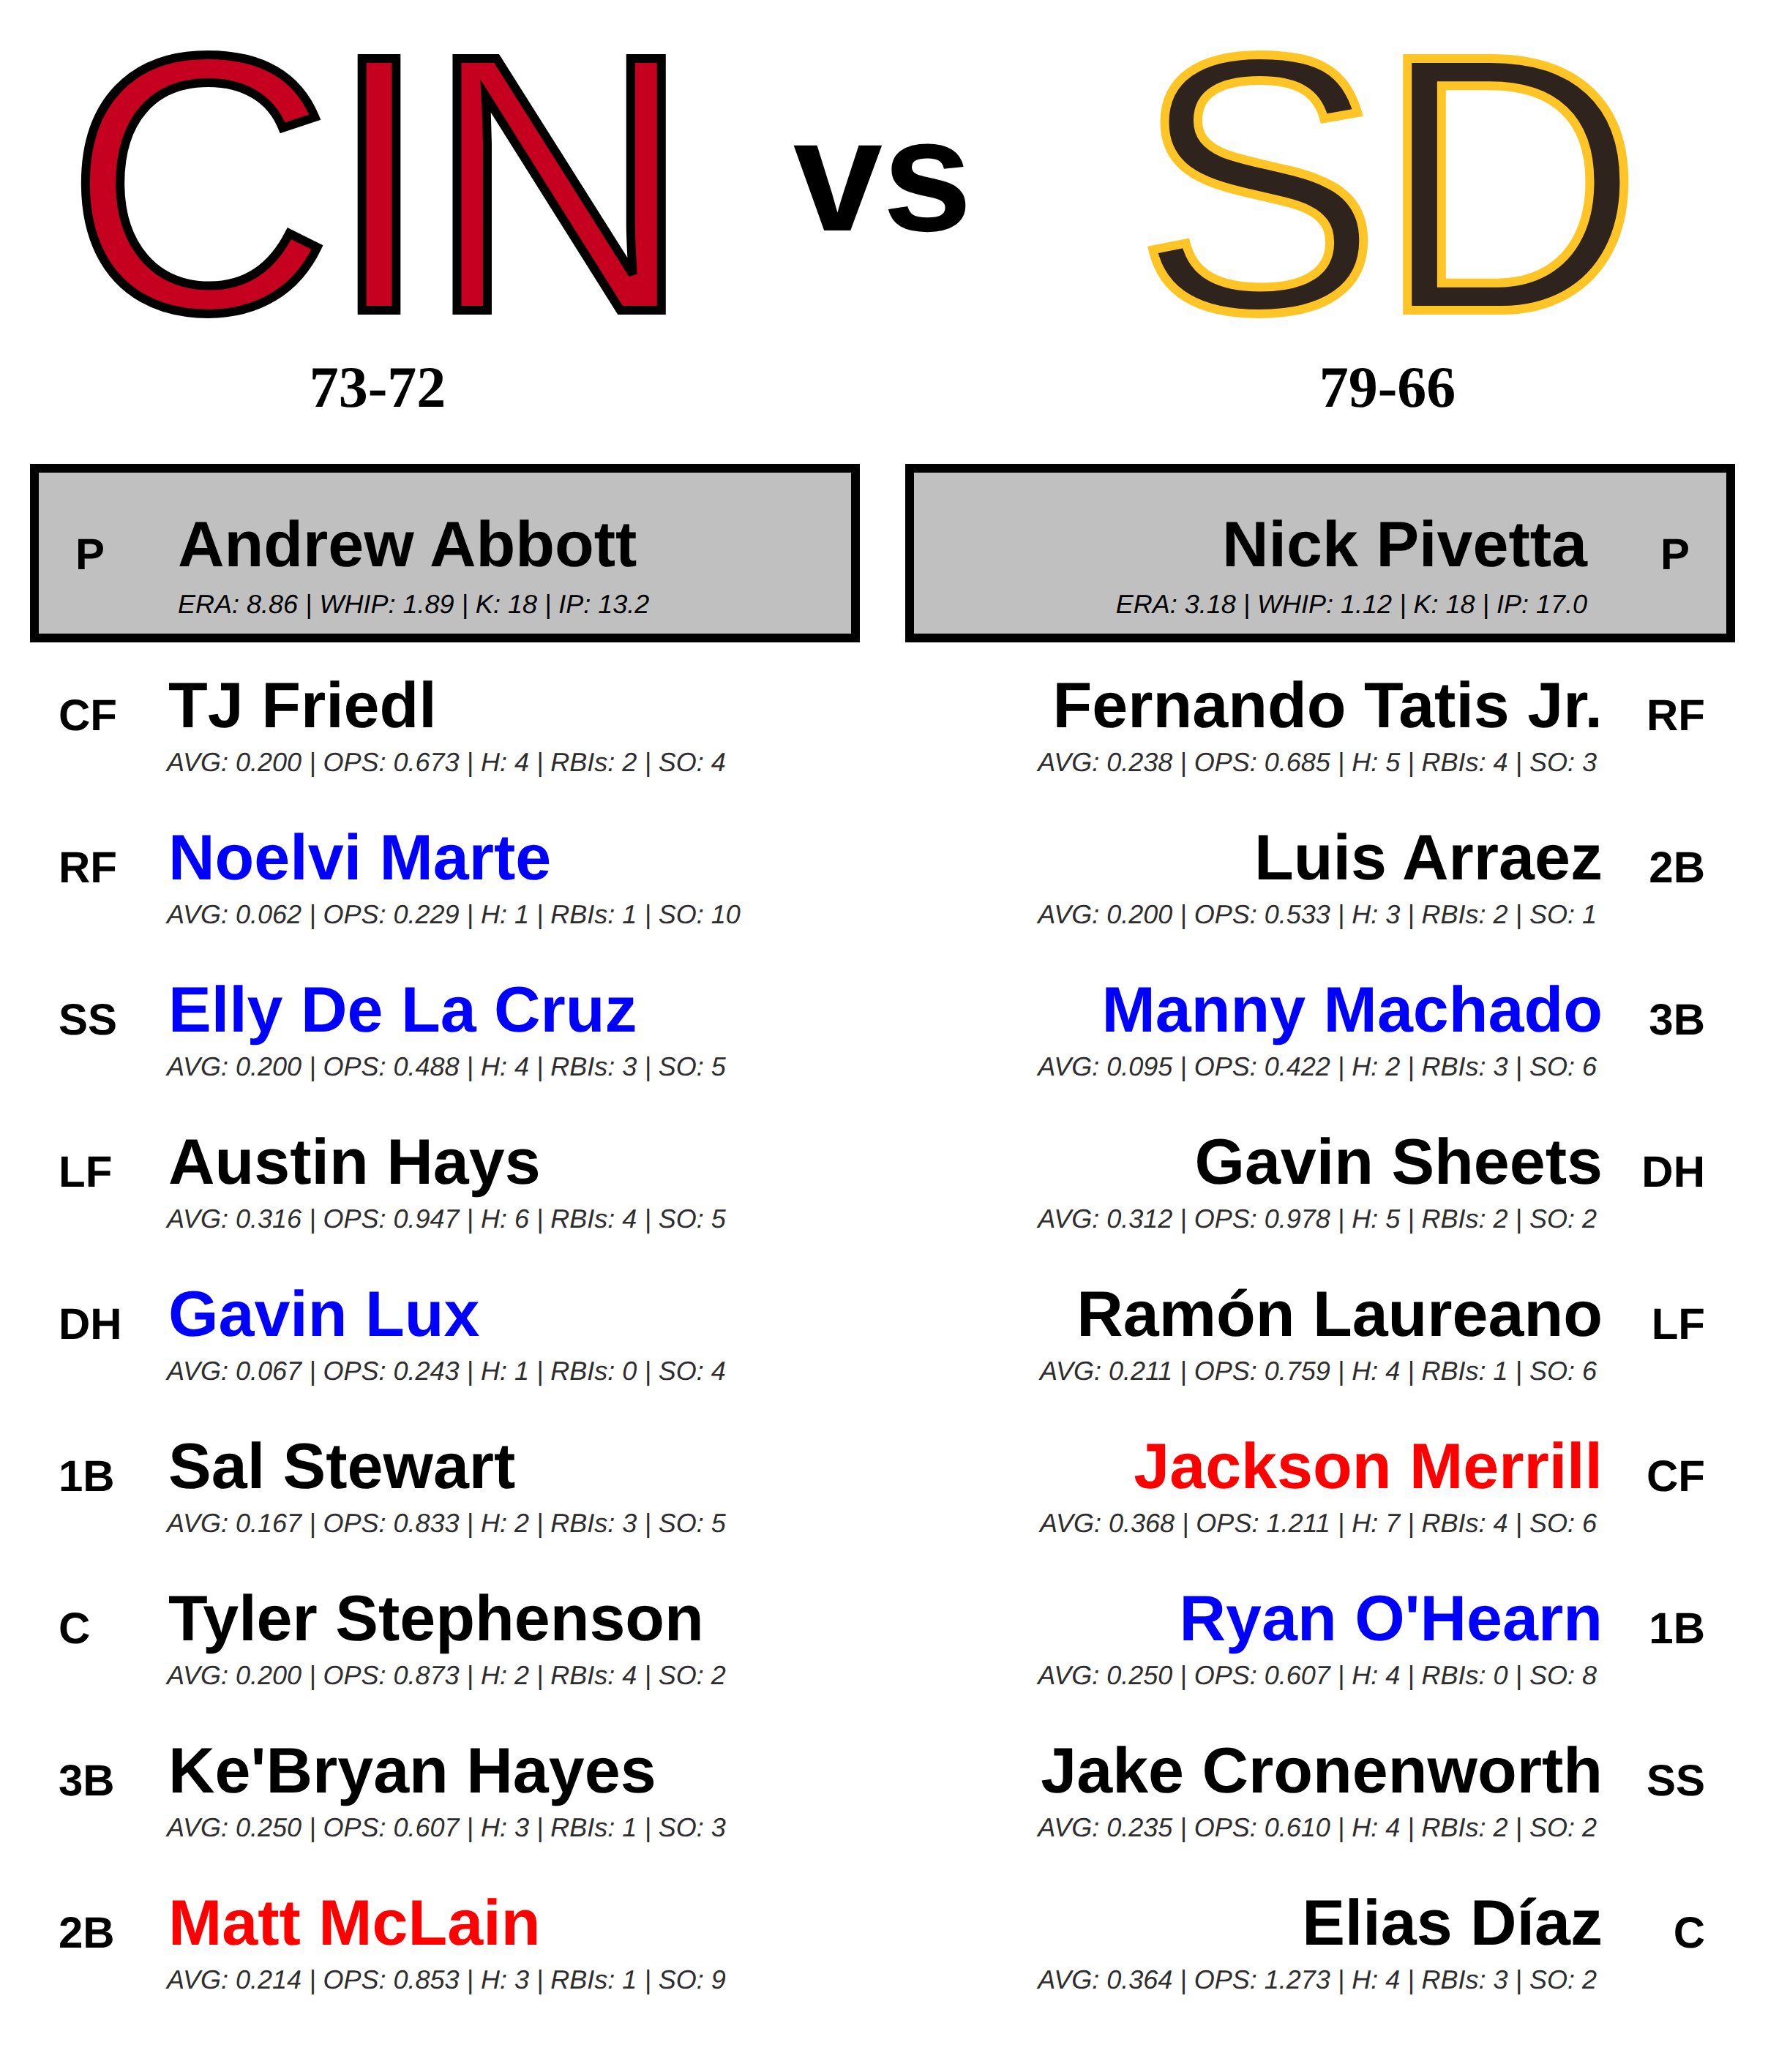 CIN vs SD
73-72 79-66
P Andrew Abbott
ERA: 8.86 | WHIP: 1.89 | K: 18 | IP: 13.2
Nick Pivetta P
ERA: 3.18 | WHIP: 1.12 | K: 18 | IP: 17.0
CF TJ Friedl
AVG: 0.200 | OPS: 0.673 | H: 4 | RBIs: 2 | SO: 4
Fernando Tatis Jr. RF
AVG: 0.238 | OPS: 0.685 | H: 5 | RBIs: 4 | SO: 3
RF Noelvi Marte
AVG: 0.062 | OPS: 0.229 | H: 1 | RBIs: 1 | SO: 10
Luis Arraez 2B
AVG: 0.200 | OPS: 0.533 | H: 3 | RBIs: 2 | SO: 1
SS Elly De La Cruz
AVG: 0.200 | OPS: 0.488 | H: 4 | RBIs: 3 | SO: 5
Manny Machado 3B
AVG: 0.095 | OPS: 0.422 | H: 2 | RBIs: 3 | SO: 6
LF Austin Hays
AVG: 0.316 | OPS: 0.947 | H: 6 | RBIs: 4 | SO: 5
Gavin Sheets DH
AVG: 0.312 | OPS: 0.978 | H: 5 | RBIs: 2 | SO: 2
DH Gavin Lux
AVG: 0.067 | OPS: 0.243 | H: 1 | RBIs: 0 | SO: 4
Ramón Laureano LF
AVG: 0.211 | OPS: 0.759 | H: 4 | RBIs: 1 | SO: 6
1B Sal Stewart
AVG: 0.167 | OPS: 0.833 | H: 2 | RBIs: 3 | SO: 5
Jackson Merrill CF
AVG: 0.368 | OPS: 1.211 | H: 7 | RBIs: 4 | SO: 6
C Tyler Stephenson
AVG: 0.200 | OPS: 0.873 | H: 2 | RBIs: 4 | SO: 2
Ryan O'Hearn 1B
AVG: 0.250 | OPS: 0.607 | H: 4 | RBIs: 0 | SO: 8
3B Ke'Bryan Hayes
AVG: 0.250 | OPS: 0.607 | H: 3 | RBIs: 1 | SO: 3
Jake Cronenworth SS
AVG: 0.235 | OPS: 0.610 | H: 4 | RBIs: 2 | SO: 2
2B Matt McLain
AVG: 0.214 | OPS: 0.853 | H: 3 | RBIs: 1 | SO: 9
Elias Díaz C
AVG: 0.364 | OPS: 1.273 | H: 4 | RBIs: 3 | SO: 2